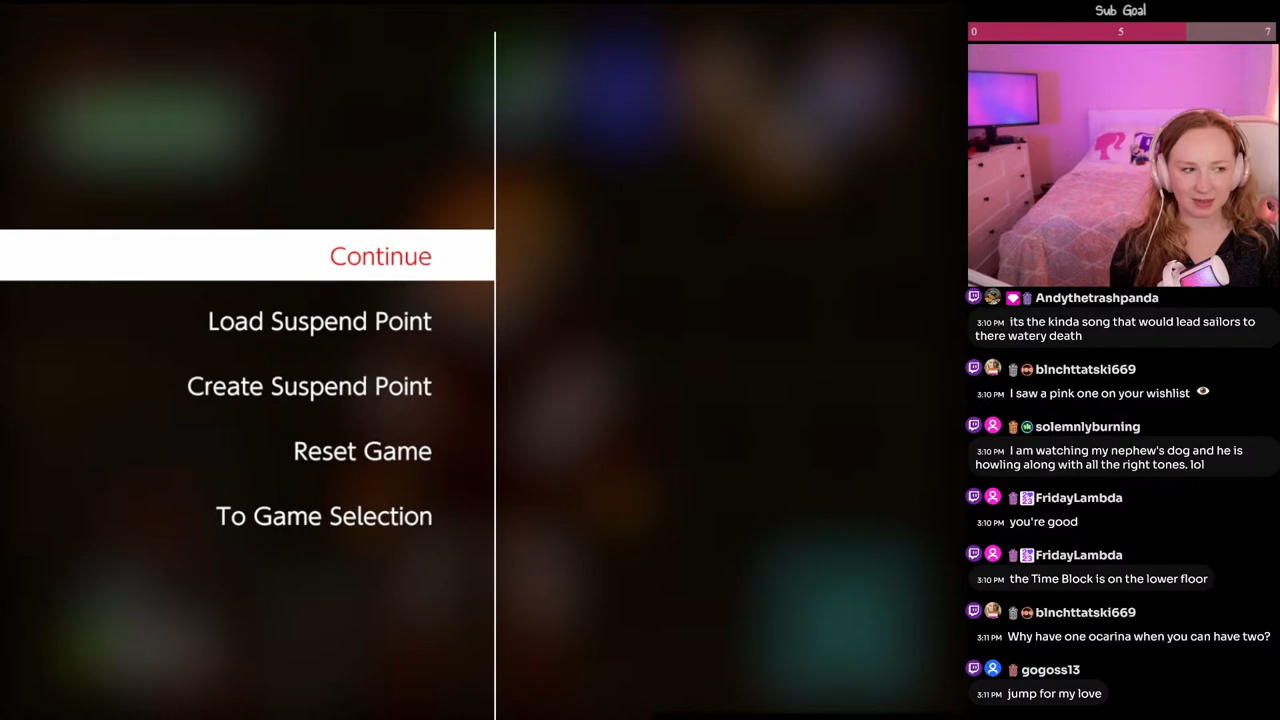 Sub Goal
0 5 7
Continue
Load Suspend Point
Create Suspend Point
Reset Game
To Game Selection
Andythetrashpanda
3:10 PM its the kinda song that would lead sailors to
there watery death
blnchttatski669
3:10 PM I saw a pink one on your wishlist 👁️
solemnlyburning
3:10 PM I am watching my nephew's dog and he is
howling along with all the right tones. lol
FridayLambda
3:10 PM you're good
FridayLambda
3:10 PM the Time Block is on the lower floor
blnchttatski669
3:11 PM Why have one ocarina when you can have two?
gogoss13
3:11 PM jump for my love